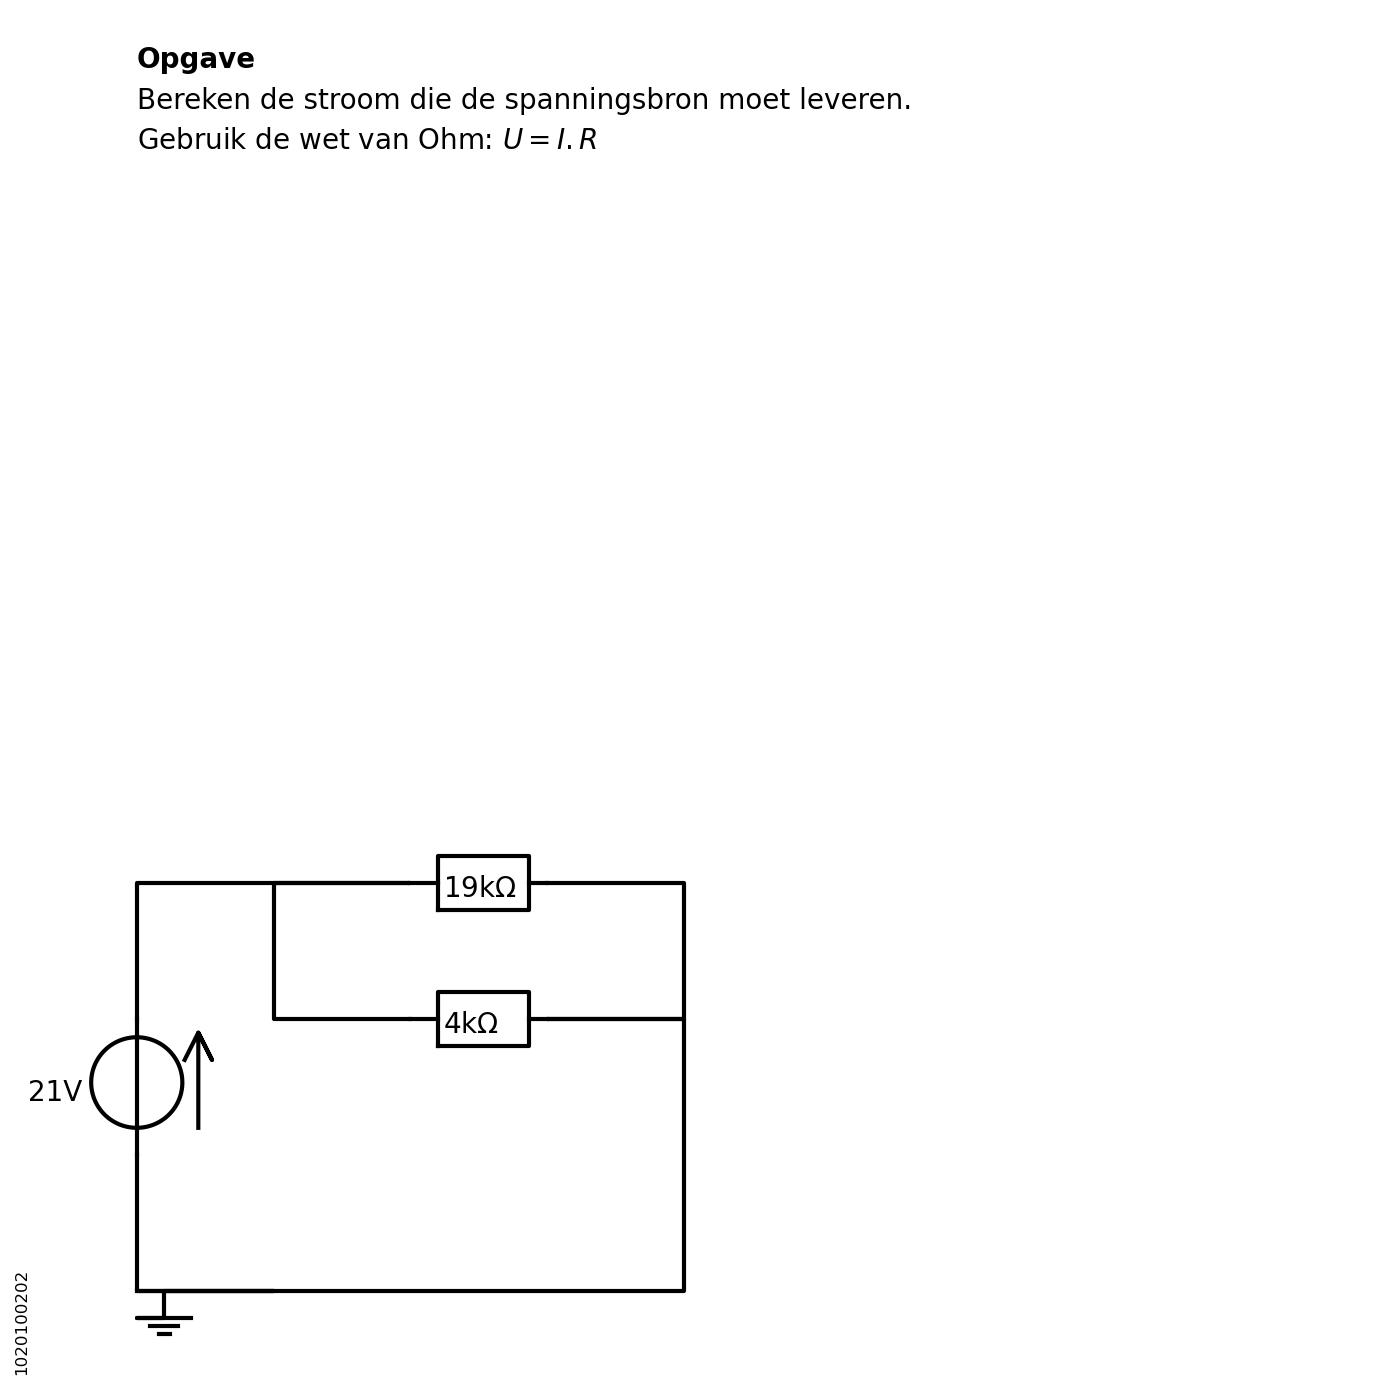 Opgave
Bereken de stroom die de spanningsbron moet leveren.
Gebruik de wet van Ohm: U = I. R
19kΩ
4kΩ
21V
1020100202